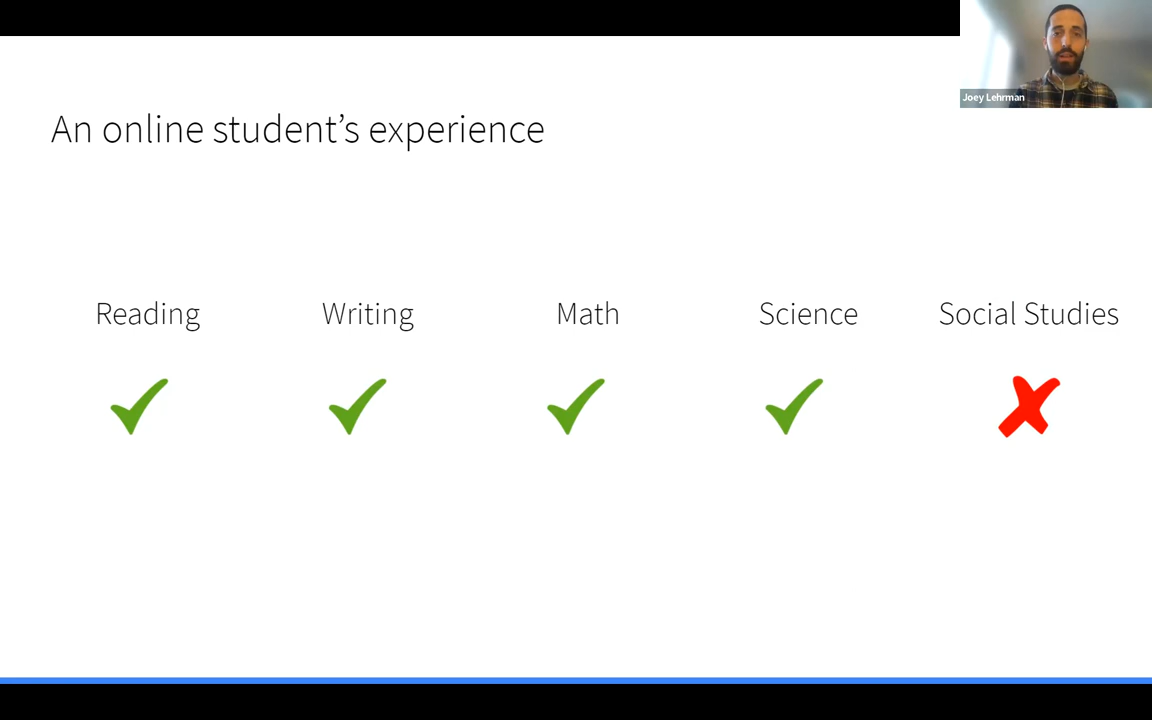 Joey Lehrman
An online student’s experience
Reading
Writing
Math
Science
Social Studies